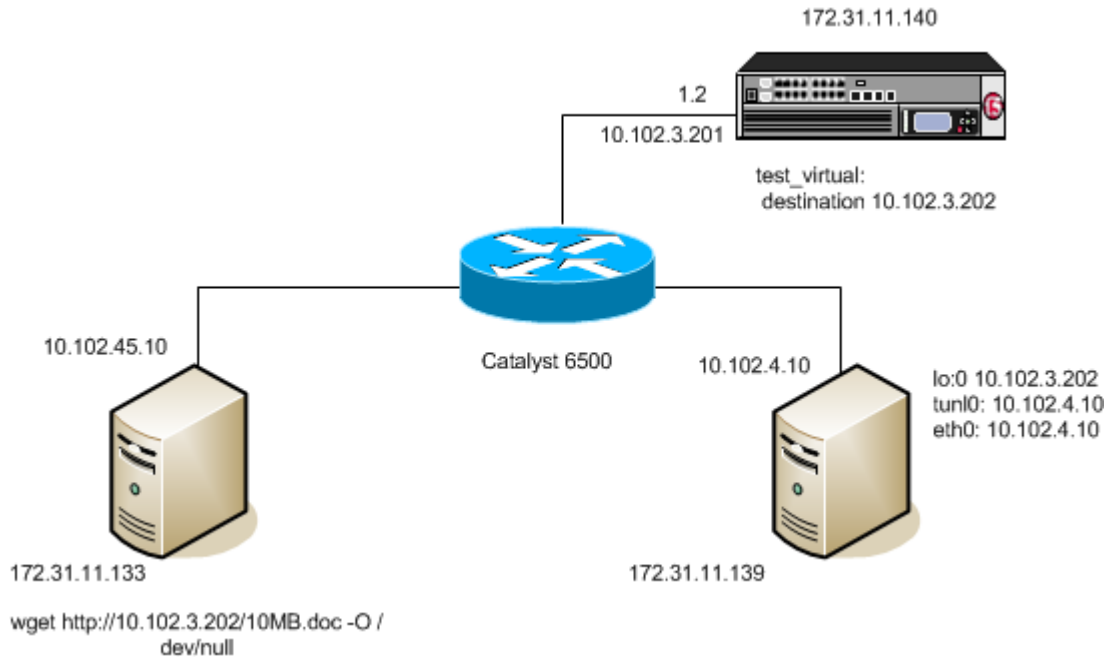 172.31.11.140
1.2
10.102.3.201
test_virtual:
destination 10.102.3.202
10.102.45.10
Catalyst 6500
10.102.4.10
lo:0 10.102.3.202
tunl0: 10.102.4.10
eth0: 10.102.4.10
172.31.11.133
172.31.11.139
wget http://10.102.3.202/10MB.doc -O /
dev/null